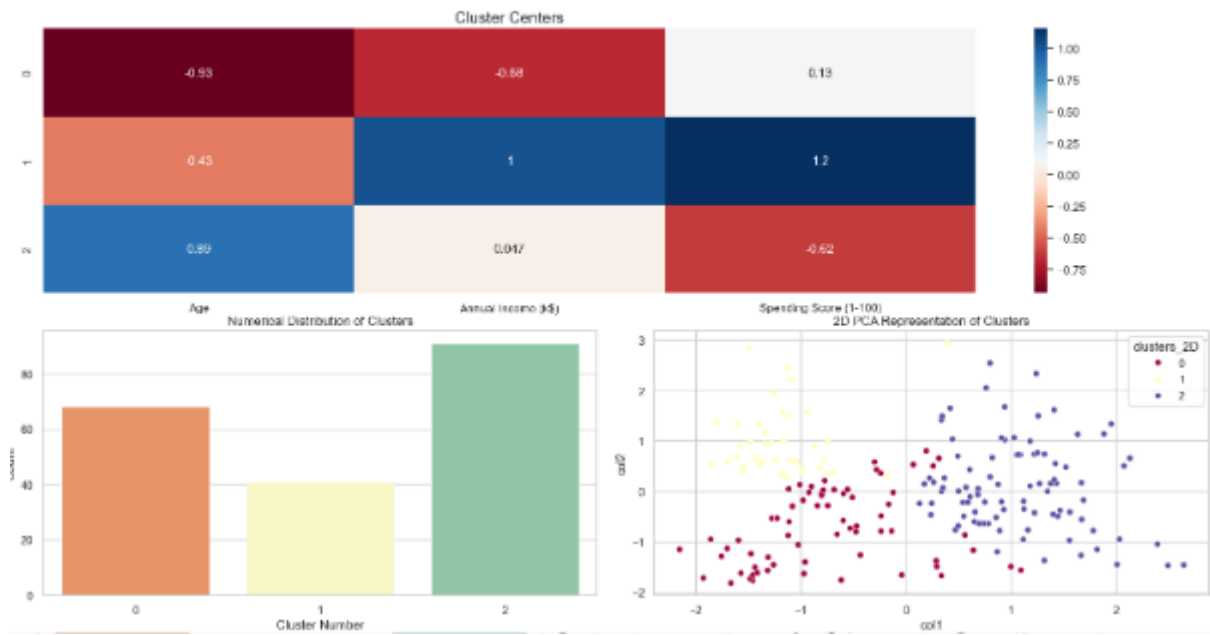 Cluster Centers
0 -0.93 -0.68 0.13
1 -0.43 1 1.2
2 0.89 0.047 -0.62
1.00
0.75
0.50
0.25
0.00
-0.25
-0.50
-0.75
Age Annual Income (k$) Spending Score (1-100)
Numerical Distribution of Clusters
80
60
40
20
0
count
0 1 2
Cluster Number
2D PCA Representation of Clusters
clusters_2D
0
1
2
3
2
1
0
-1
-2
col2
-2 -1 0 1 2
col1